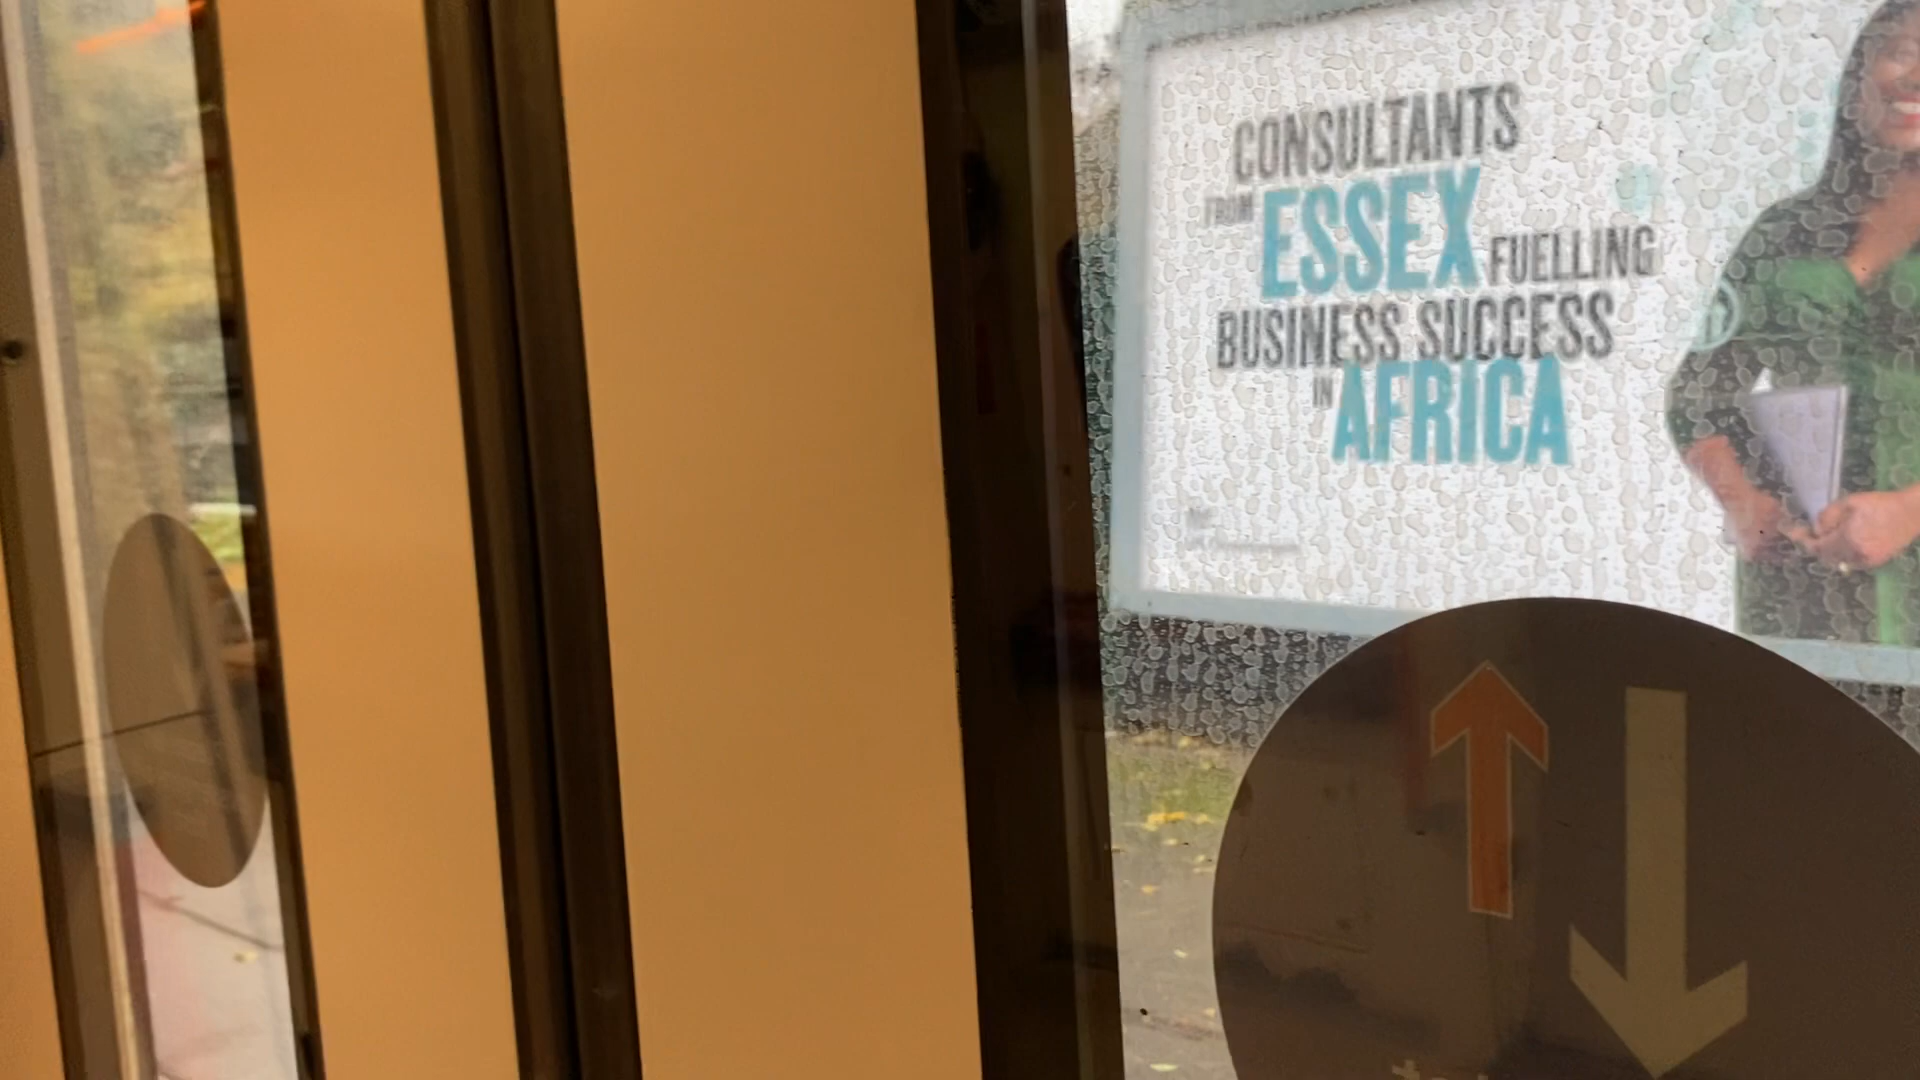 CONSULTANTS
FROM ESSEX FUELLING
BUSINESS SUCCESS
IN AFRICA